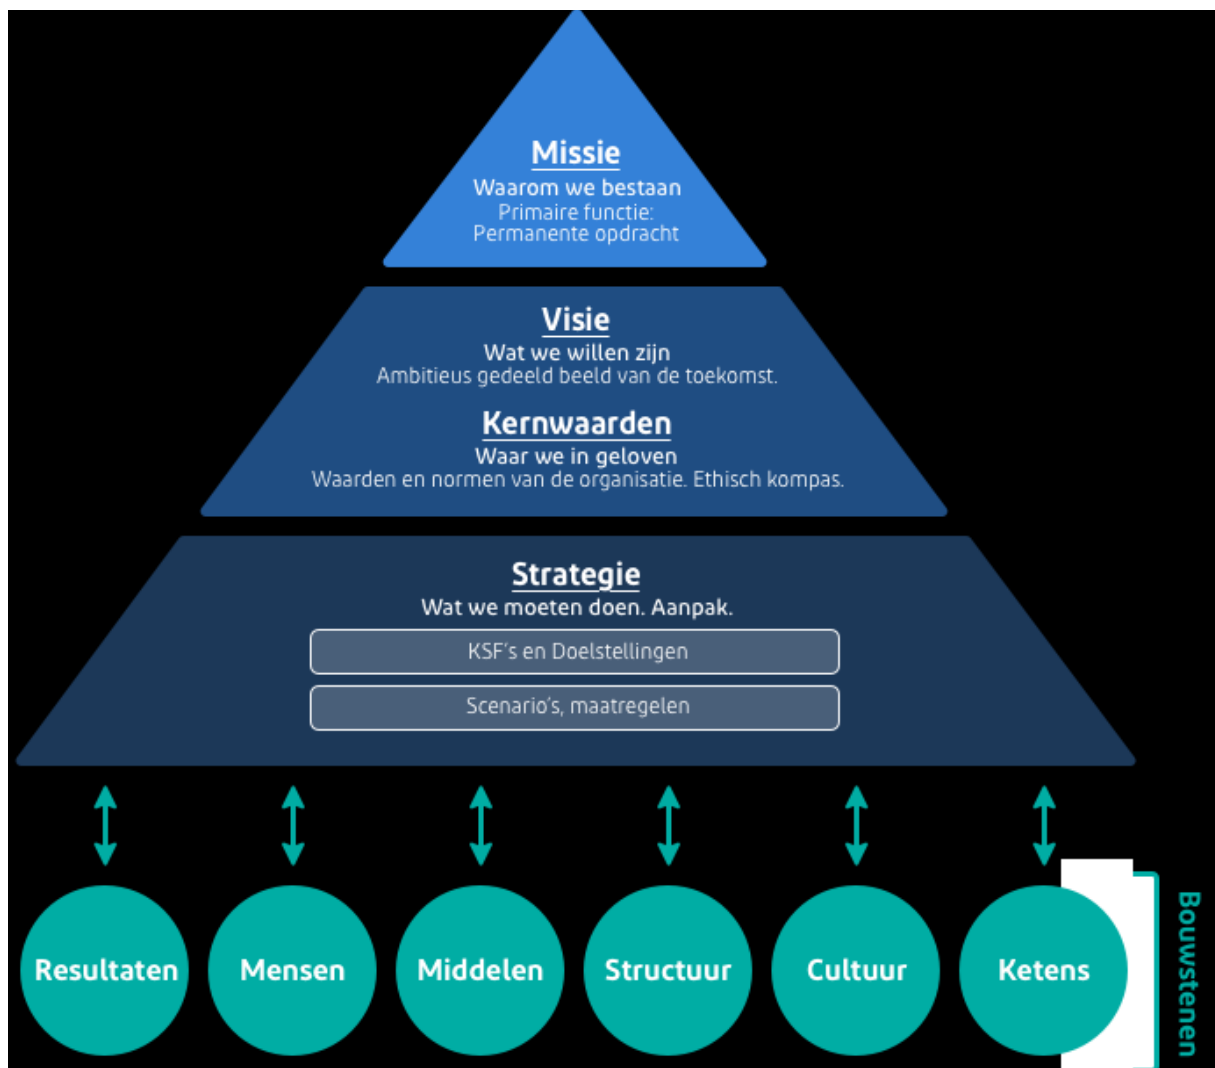 Missie
Waarom we bestaan
Primaire functie:
Permanente opdracht
Visie
Wat we willen zijn
Ambitieus gedeeld beeld van de toekomst.
Kernwaarden
Waar we in geloven
Waarden en normen van de organisatie. Ethisch kompas.
Strategie
Wat we moeten doen. Aanpak.
KSF's en Doelstellingen
Scenario's, maatregelen
Resultaten
Mensen
Middelen
Structuur
Cultuur
Ketens
Bouwstenen